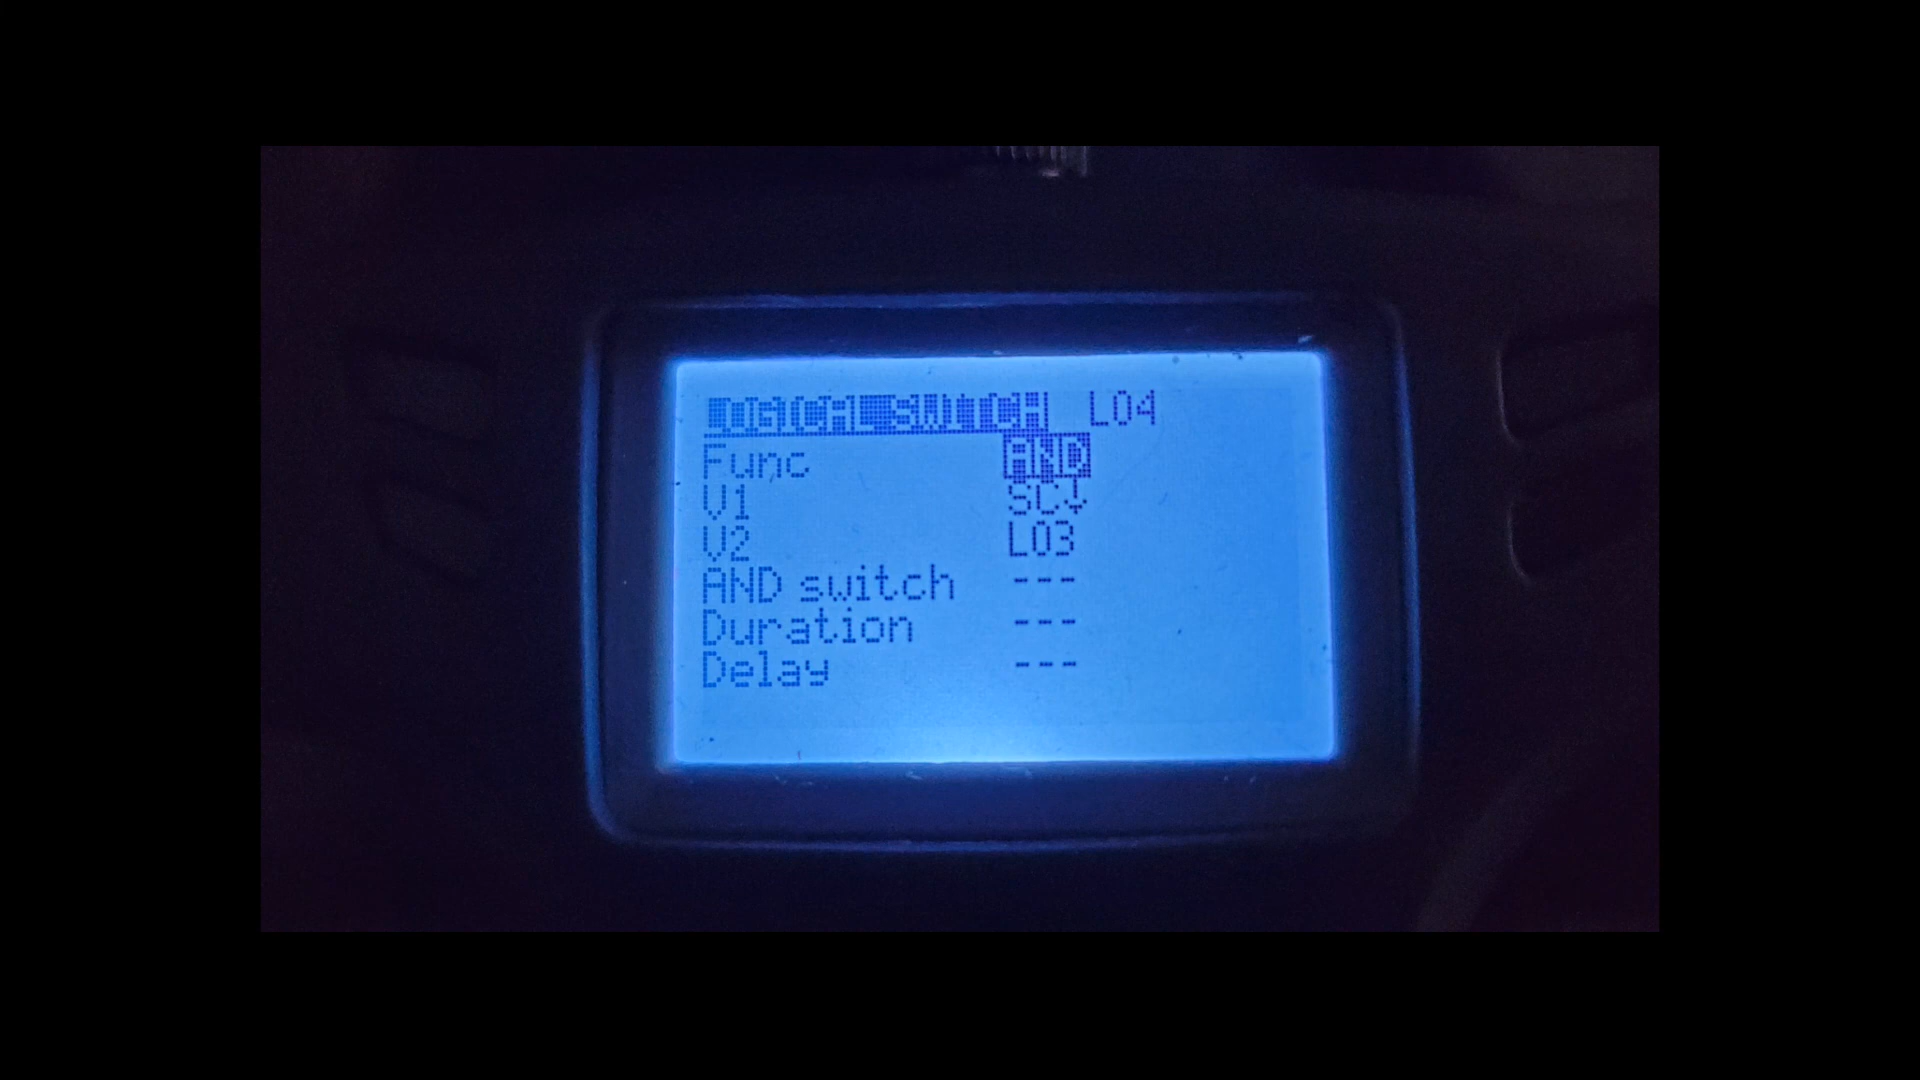 LOGICAL SWITCH L04
Func AND
V1 SC↓
V2 L03
AND switch ---
Duration ---
Delay ---